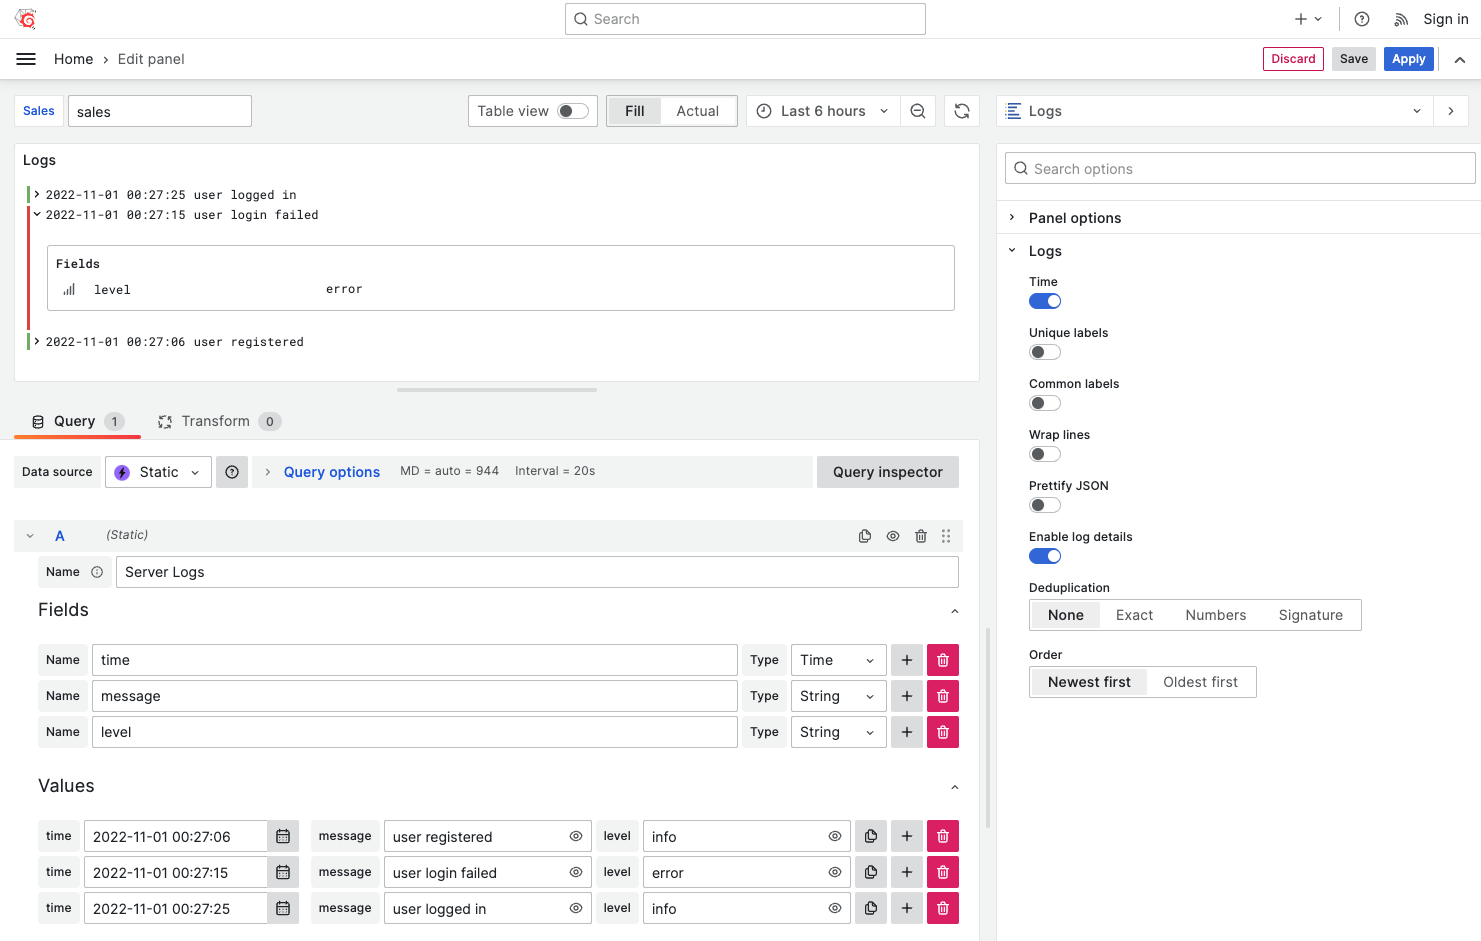 Search
Sign in
Home › Edit panel
Discard Save Apply
Sales sales Table view Fill Actual Last 6 hours
Logs
Logs
2022-11-01 00:27:25 user logged in
2022-11-01 00:27:15 user login failed
Fields
level error
2022-11-01 00:27:06 user registered
Query 1 Transform 0
Data source Static Query options MD = auto = 944 Interval = 20s Query inspector
A (Static)
Name Server Logs
Fields
Name time Type Time
Name message Type String
Name level Type String
Values
time 2022-11-01 00:27:06 message user registered level info
time 2022-11-01 00:27:15 message user login failed level error
time 2022-11-01 00:27:25 message user logged in level info
Search options
Panel options
Logs
Time
Unique labels
Common labels
Wrap lines
Prettify JSON
Enable log details
Deduplication
None Exact Numbers Signature
Order
Newest first Oldest first